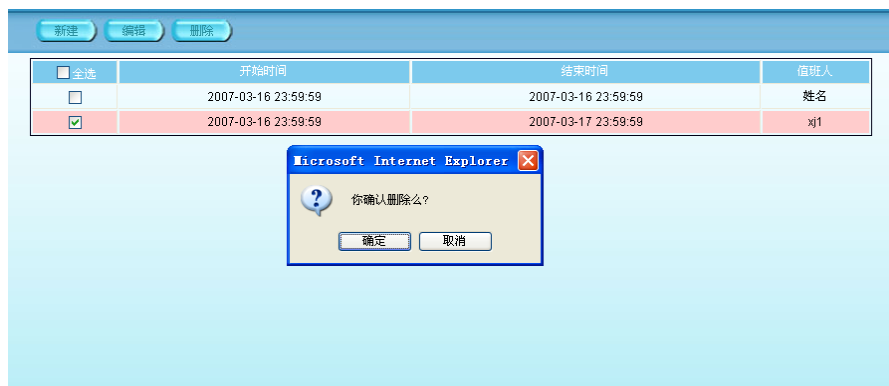 新建 编辑 删除
全选 开始时间 结束时间 值班人
2007-03-16 23:59:59 2007-03-16 23:59:59 姓名
2007-03-16 23:59:59 2007-03-17 23:59:59 xj1
Microsoft Internet Explorer
你确认删除么?
确定 取消